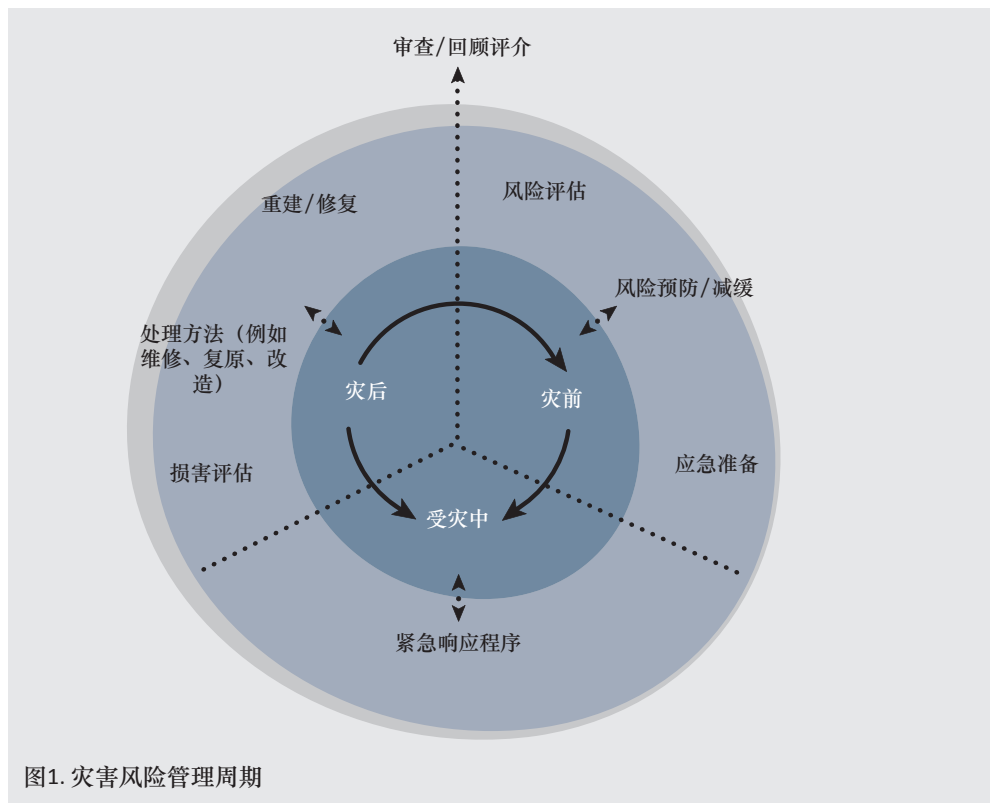 审查/回顾评介
风险评估
重建/修复
风险预防/减缓
处理方法（例如
维修、复原、改
造）
灾后
灾前
应急准备
损害评估
受灾中
紧急响应程序
图1. 灾害风险管理周期